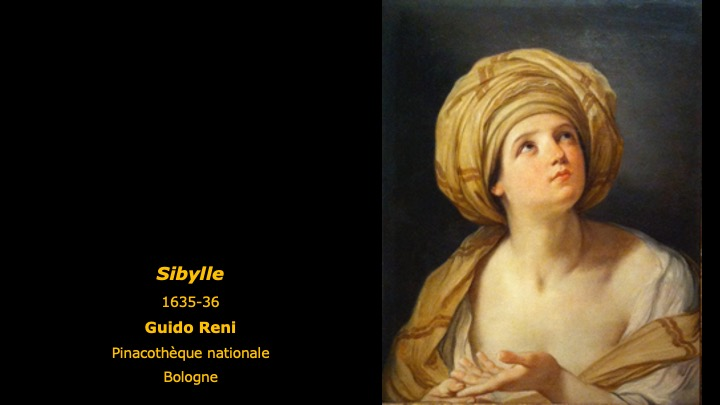 Sibylle
1635-36
Guido Reni
Pinacothèque nationale
Bologne